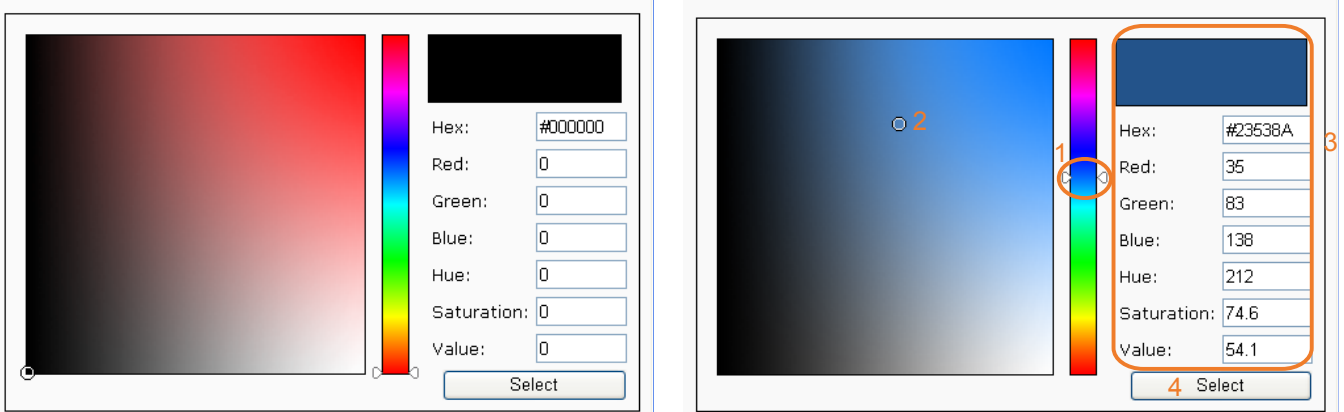 Hex: #000000
Red: 0
Green: 0
Blue: 0
Hue: 0
Saturation: 0
Value: 0
Select
1
2
3
Hex: #23538A
Red: 35
Green: 83
Blue: 138
Hue: 212
Saturation: 74.6
Value: 54.1
4 Select